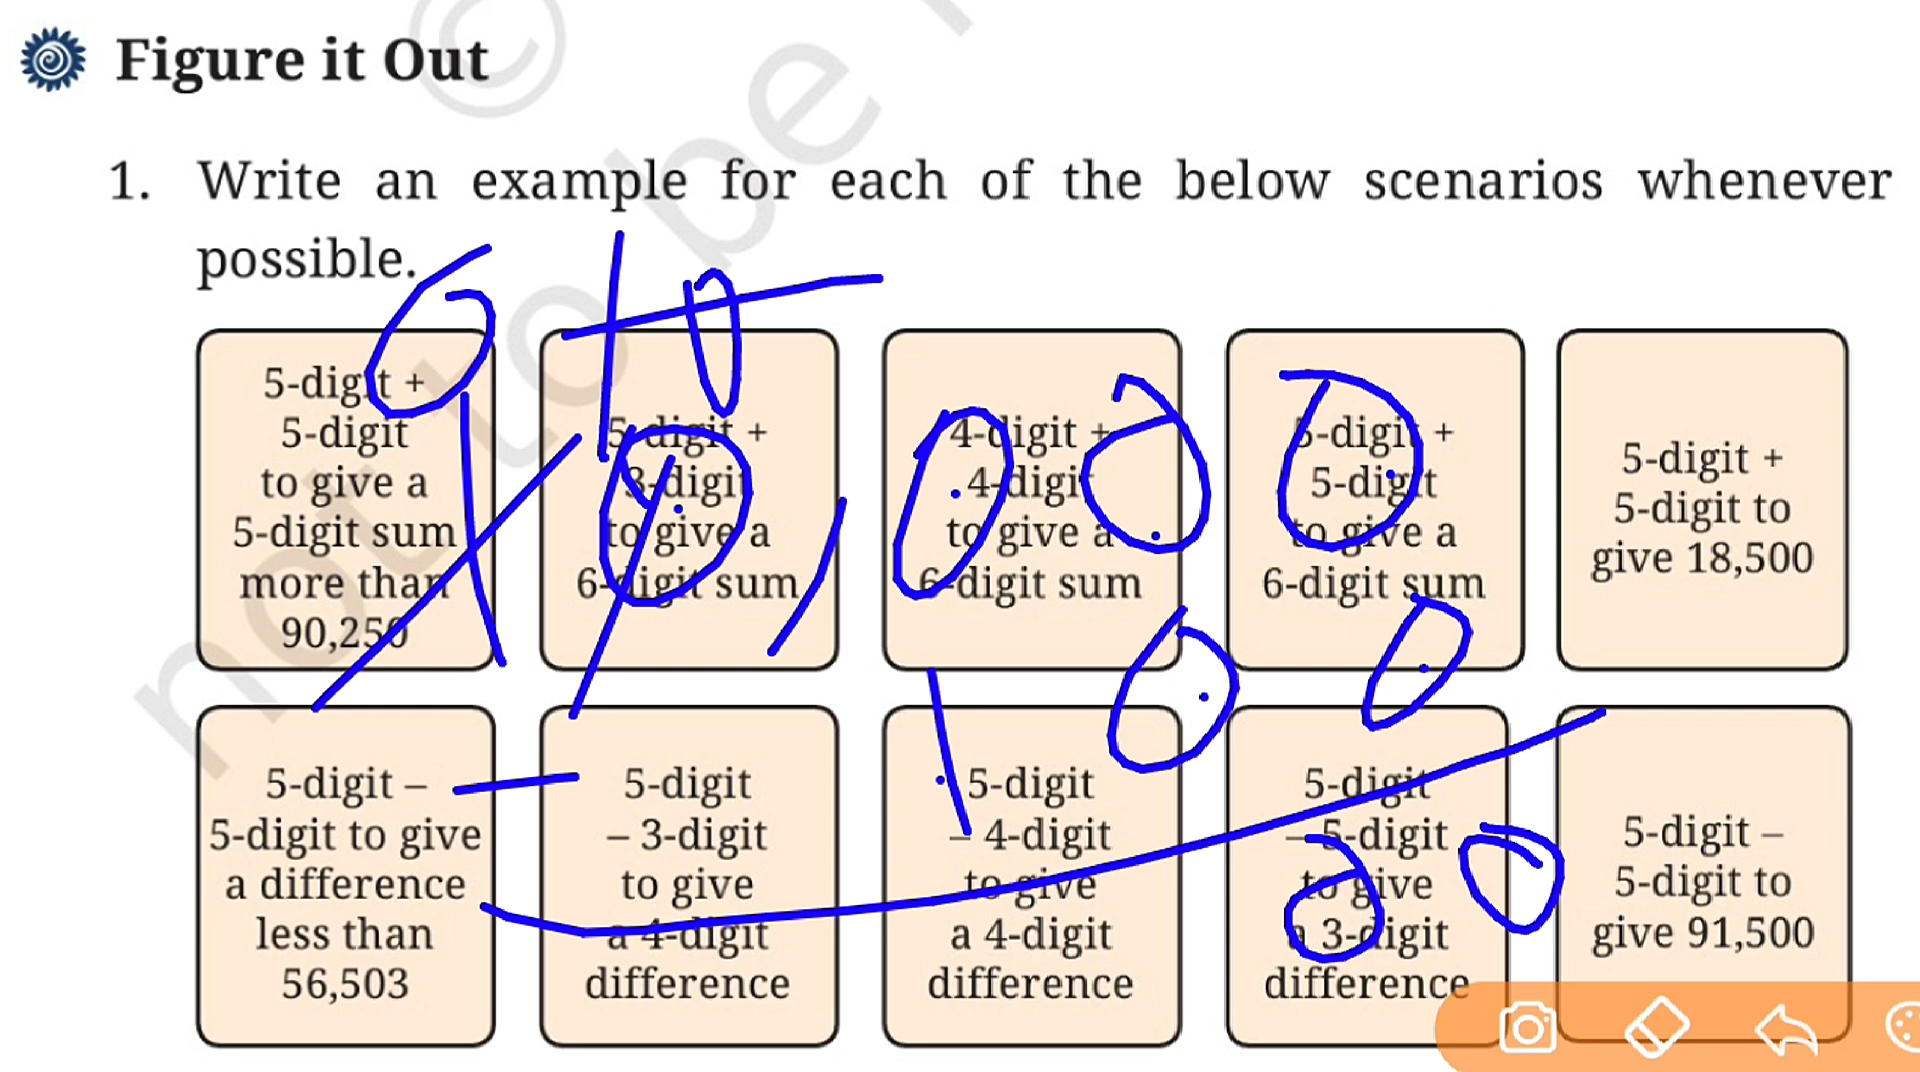 Figure it Out
1. Write an example for each of the below scenarios whenever
possible.
5-digit +
5-digit
to give a
5-digit sum
more than
90,250
5-digit +
3-digit
to give a
6-digit sum
4-digit +
4-digit
to give a
6-digit sum
5-digit +
5-digit
to give a
6-digit sum
5-digit +
5-digit to
give 18,500
5-digit –
5-digit to give
a difference
less than
56,503
5-digit
– 3-digit
to give
a 4-digit
difference
5-digit
– 4-digit
to give
a 4-digit
difference
5-digit
– 5-digit
to give
a 3-digit
difference
5-digit –
5-digit to
give 91,500
not to be